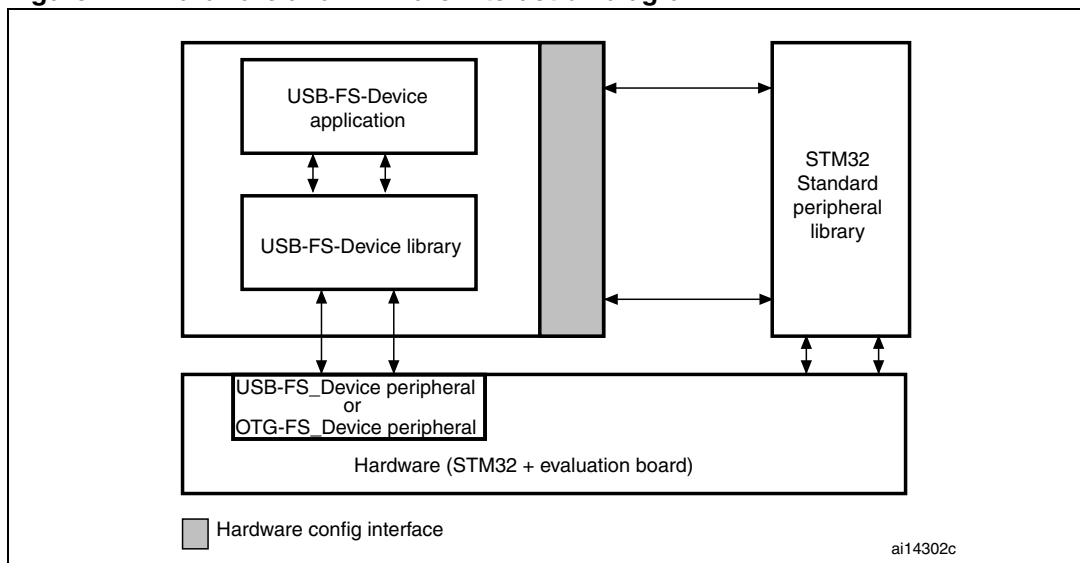 USB-FS-Device
application
USB-FS-Device library
STM32
Standard
peripheral
library
USB-FS_Device peripheral
or
OTG-FS_Device peripheral
Hardware (STM32 + evaluation board)
Hardware config interface
ai14302c